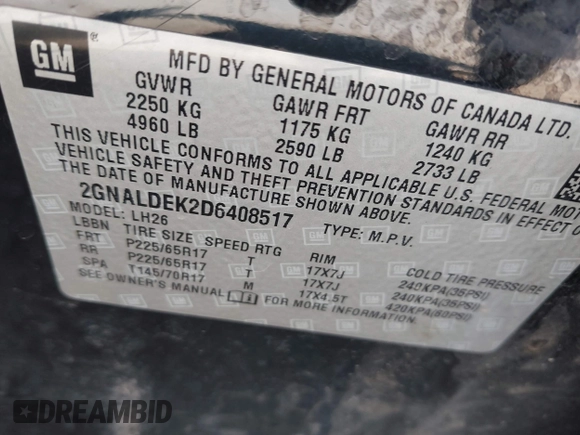 GM
MFD BY GENERAL MOTORS OF CANADA LTD.
GVWR GAWR FRT GAWR RR
2250 KG 1175 KG 1240 KG
4960 LB 2590 LB 2733 LB
THIS VEHICLE CONFORMS TO ALL APPLICABLE U.S. FEDERAL MOT
VEHICLE SAFETY AND THEFT PREVENTION STANDARDS IN EFFECT O
THE DATE OF MANUFACTURE SHOWN ABOVE.
2GNALDEK2D6408517 TYPE: M.P.V.
MODEL: LH26
LBBN TIRE SIZE SPEED RTG RIM COLD TIRE PRESSURE
FRT P225/65R17 T 17X7J 240KPA(35PSI)
RR P225/65R17 T 17X7J 240KPA(35PSI)
SPA T145/70R17 M 17X4.5T 420KPA(60PSI)
SEE OWNER'S MANUAL i FOR MORE INFORMATION.
DREAMBID